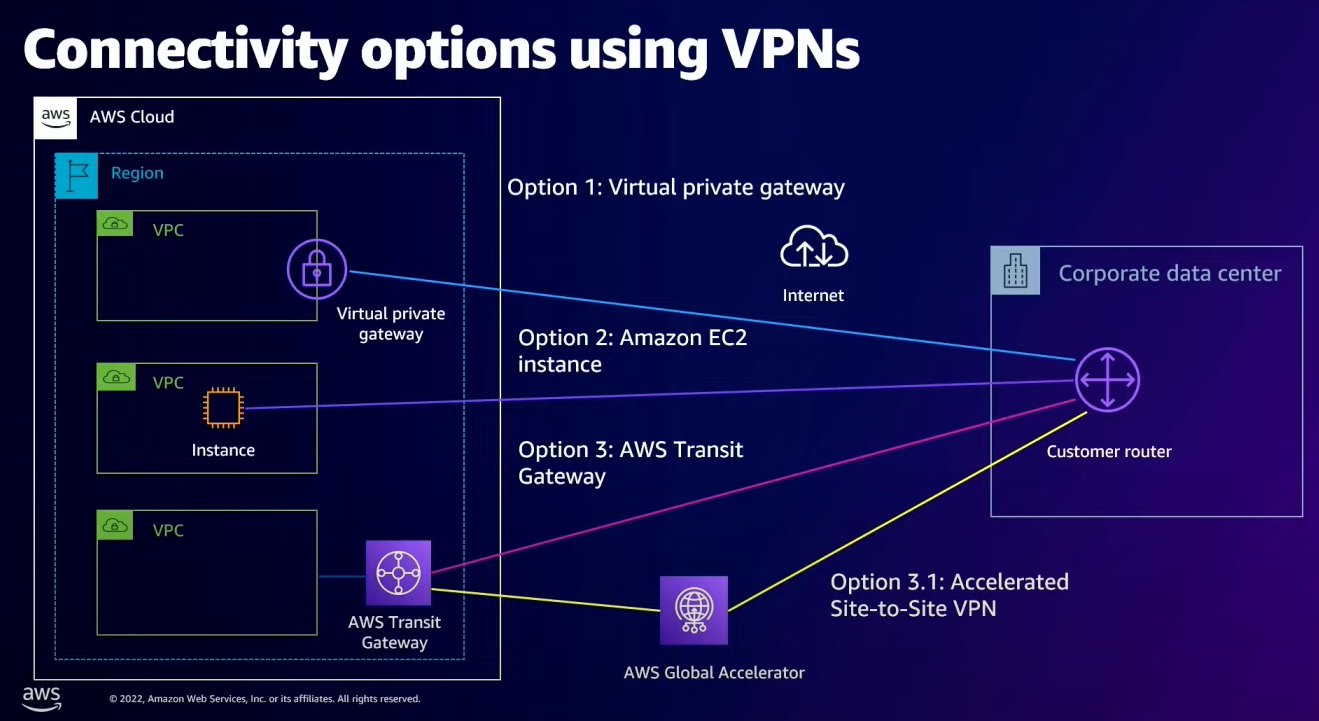 Connectivity options using VPNs
aws
AWS Cloud
Region
VPC
Virtual private
gateway
VPC
Instance
VPC
AWS Transit
Gateway
Option 1: Virtual private gateway
Internet
Option 2: Amazon EC2
instance
Option 3: AWS Transit
Gateway
Option 3.1: Accelerated
Site-to-Site VPN
AWS Global Accelerator
Corporate data center
Customer router
aws
© 2022, Amazon Web Services, Inc. or its affiliates. All rights reserved.